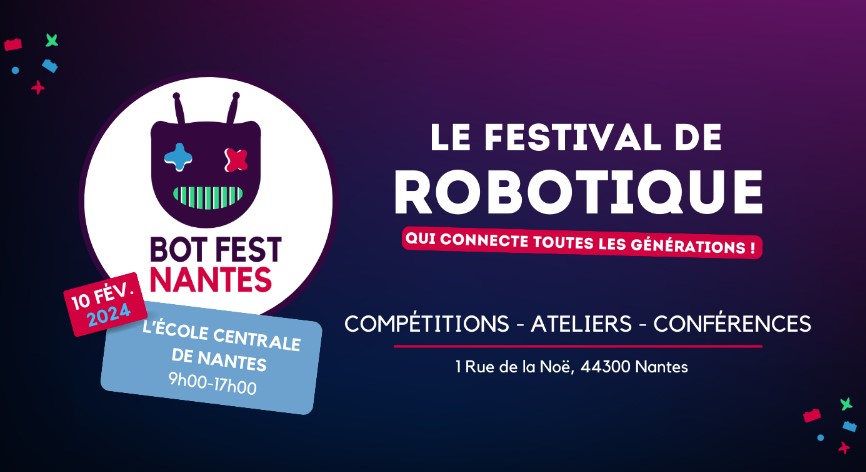 BOT FEST
NANTES
10 FÉV.
2024
L'ÉCOLE CENTRALE
DE NANTES
9h00-17h00
LE FESTIVAL DE
ROBOTIQUE
QUI CONNECTE TOUTES LES GÉNÉRATIONS !
COMPÉTITIONS - ATELIERS - CONFÉRENCES
1 Rue de la Noë, 44300 Nantes